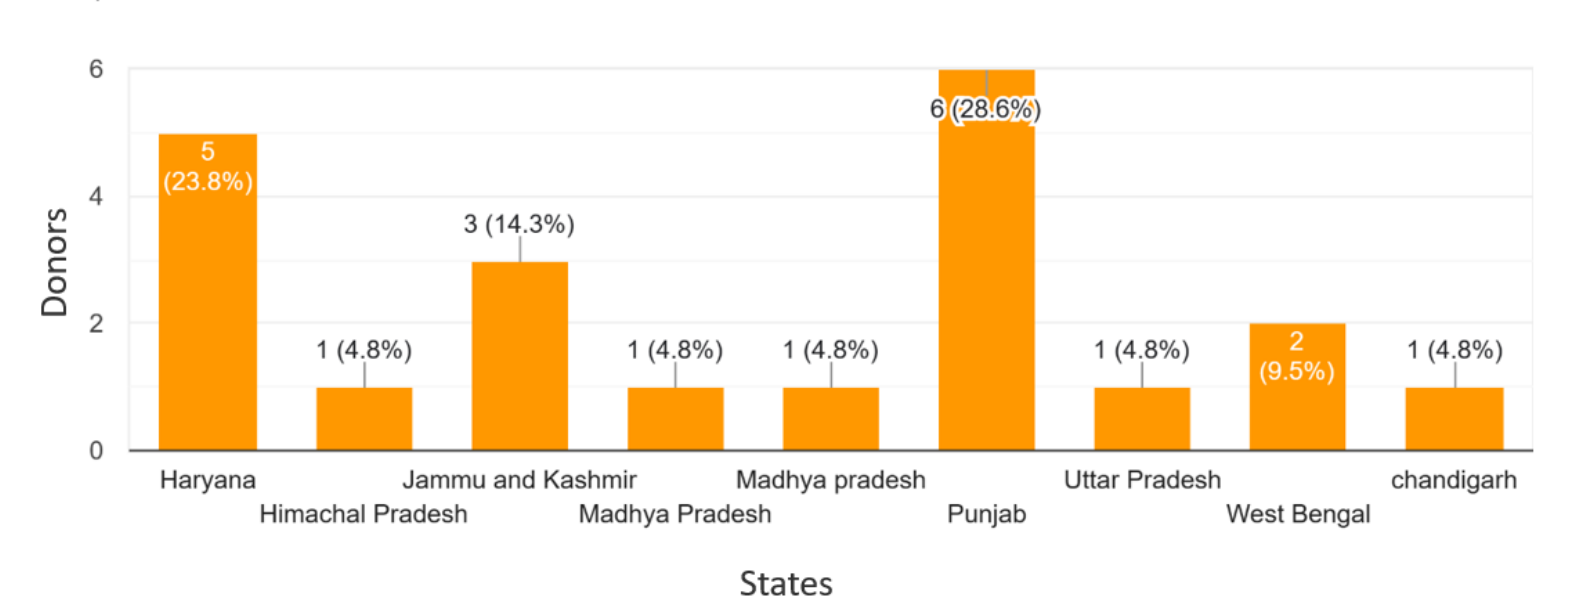 6
4
2
0
Donors
5
(23.8%)
1 (4.8%)
3 (14.3%)
1 (4.8%)
1 (4.8%)
6 (28.6%)
1 (4.8%)
2
(9.5%)
1 (4.8%)
Haryana
Himachal Pradesh
Jammu and Kashmir
Madhya Pradesh
Madhya pradesh
Punjab
Uttar Pradesh
West Bengal
chandigarh
States